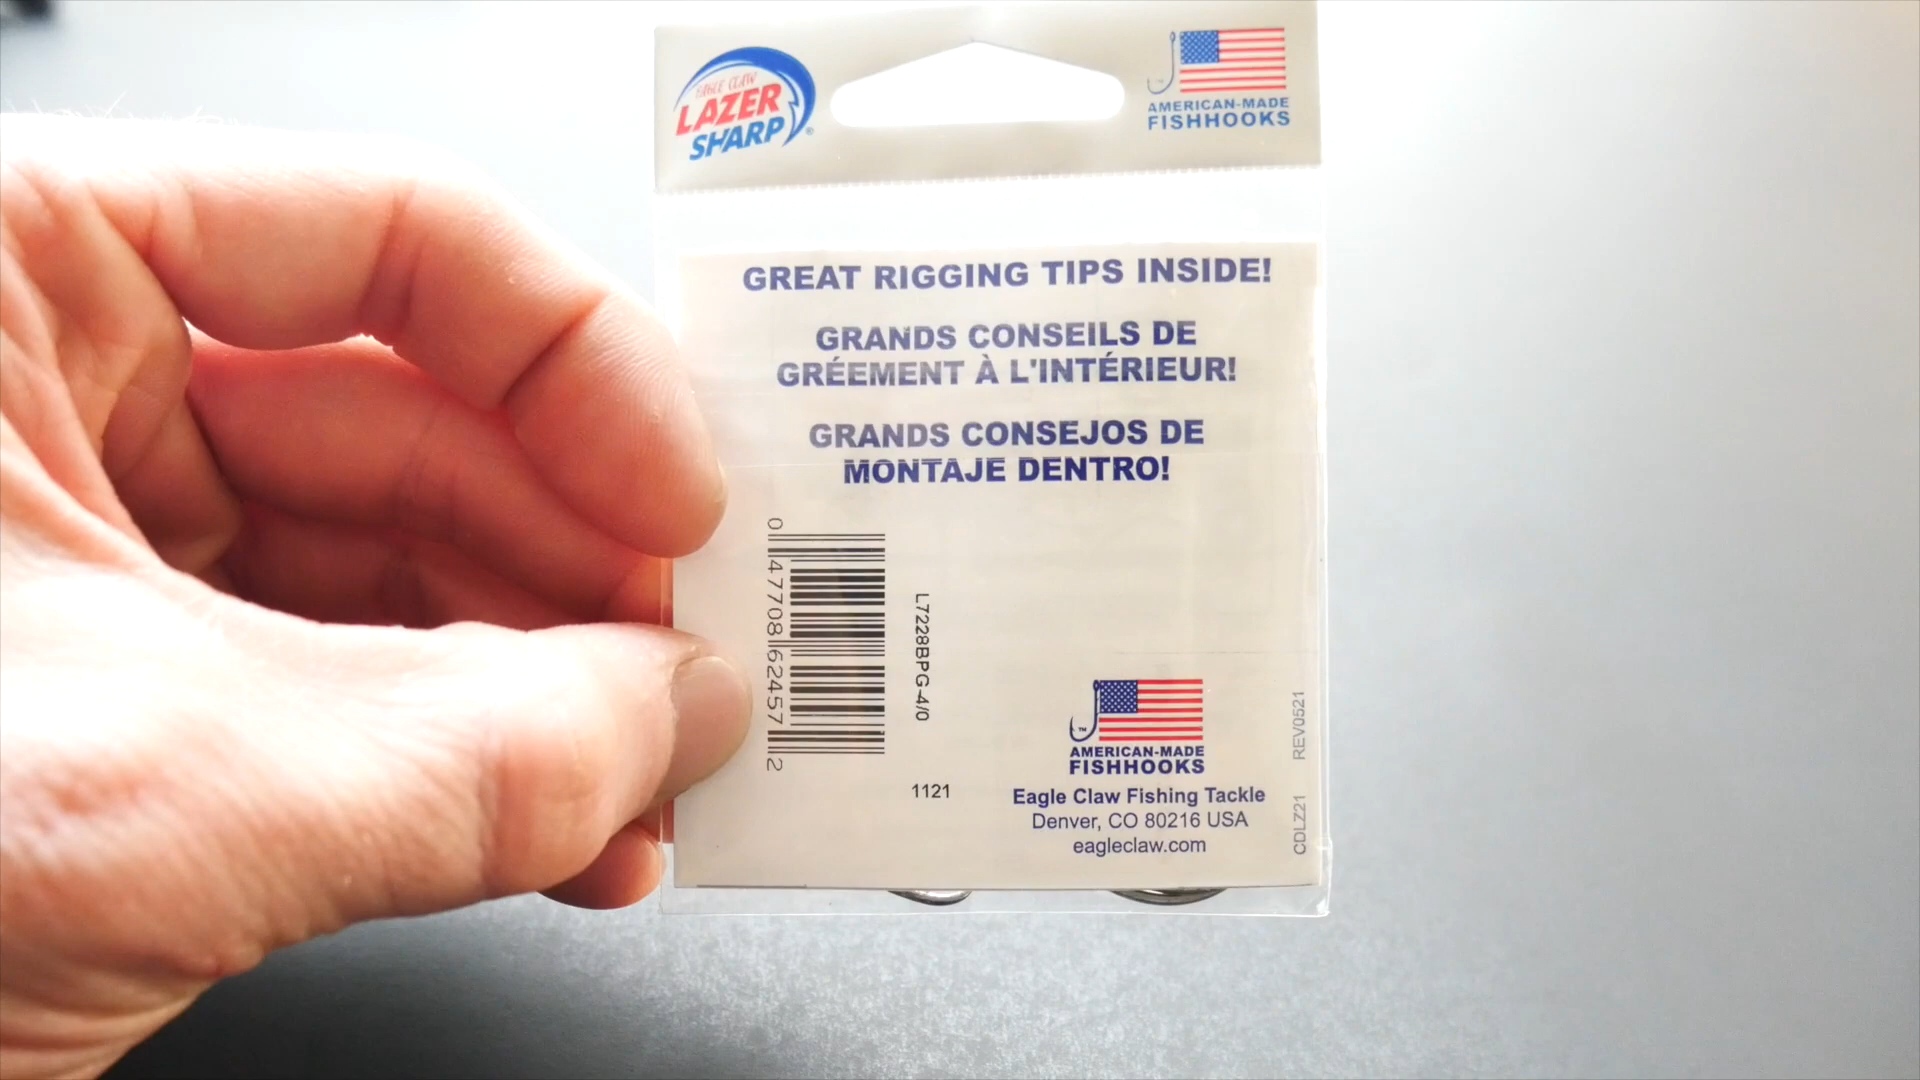 EAGLE CLAW
LAZER
SHARP®
AMERICAN-MADE
FISHHOOKS
GREAT RIGGING TIPS INSIDE!
GRANDS CONSEILS DE
GRÉEMENT À L'INTÉRIEUR!
GRANDS CONSEJOS DE
MONTAJE DENTRO!
0 47708 62457 2
L7228BPG-4/0
1121
TM
AMERICAN-MADE
FISHHOOKS
Eagle Claw Fishing Tackle
Denver, CO 80216 USA
eagleclaw.com
CDLZ21 REV0521